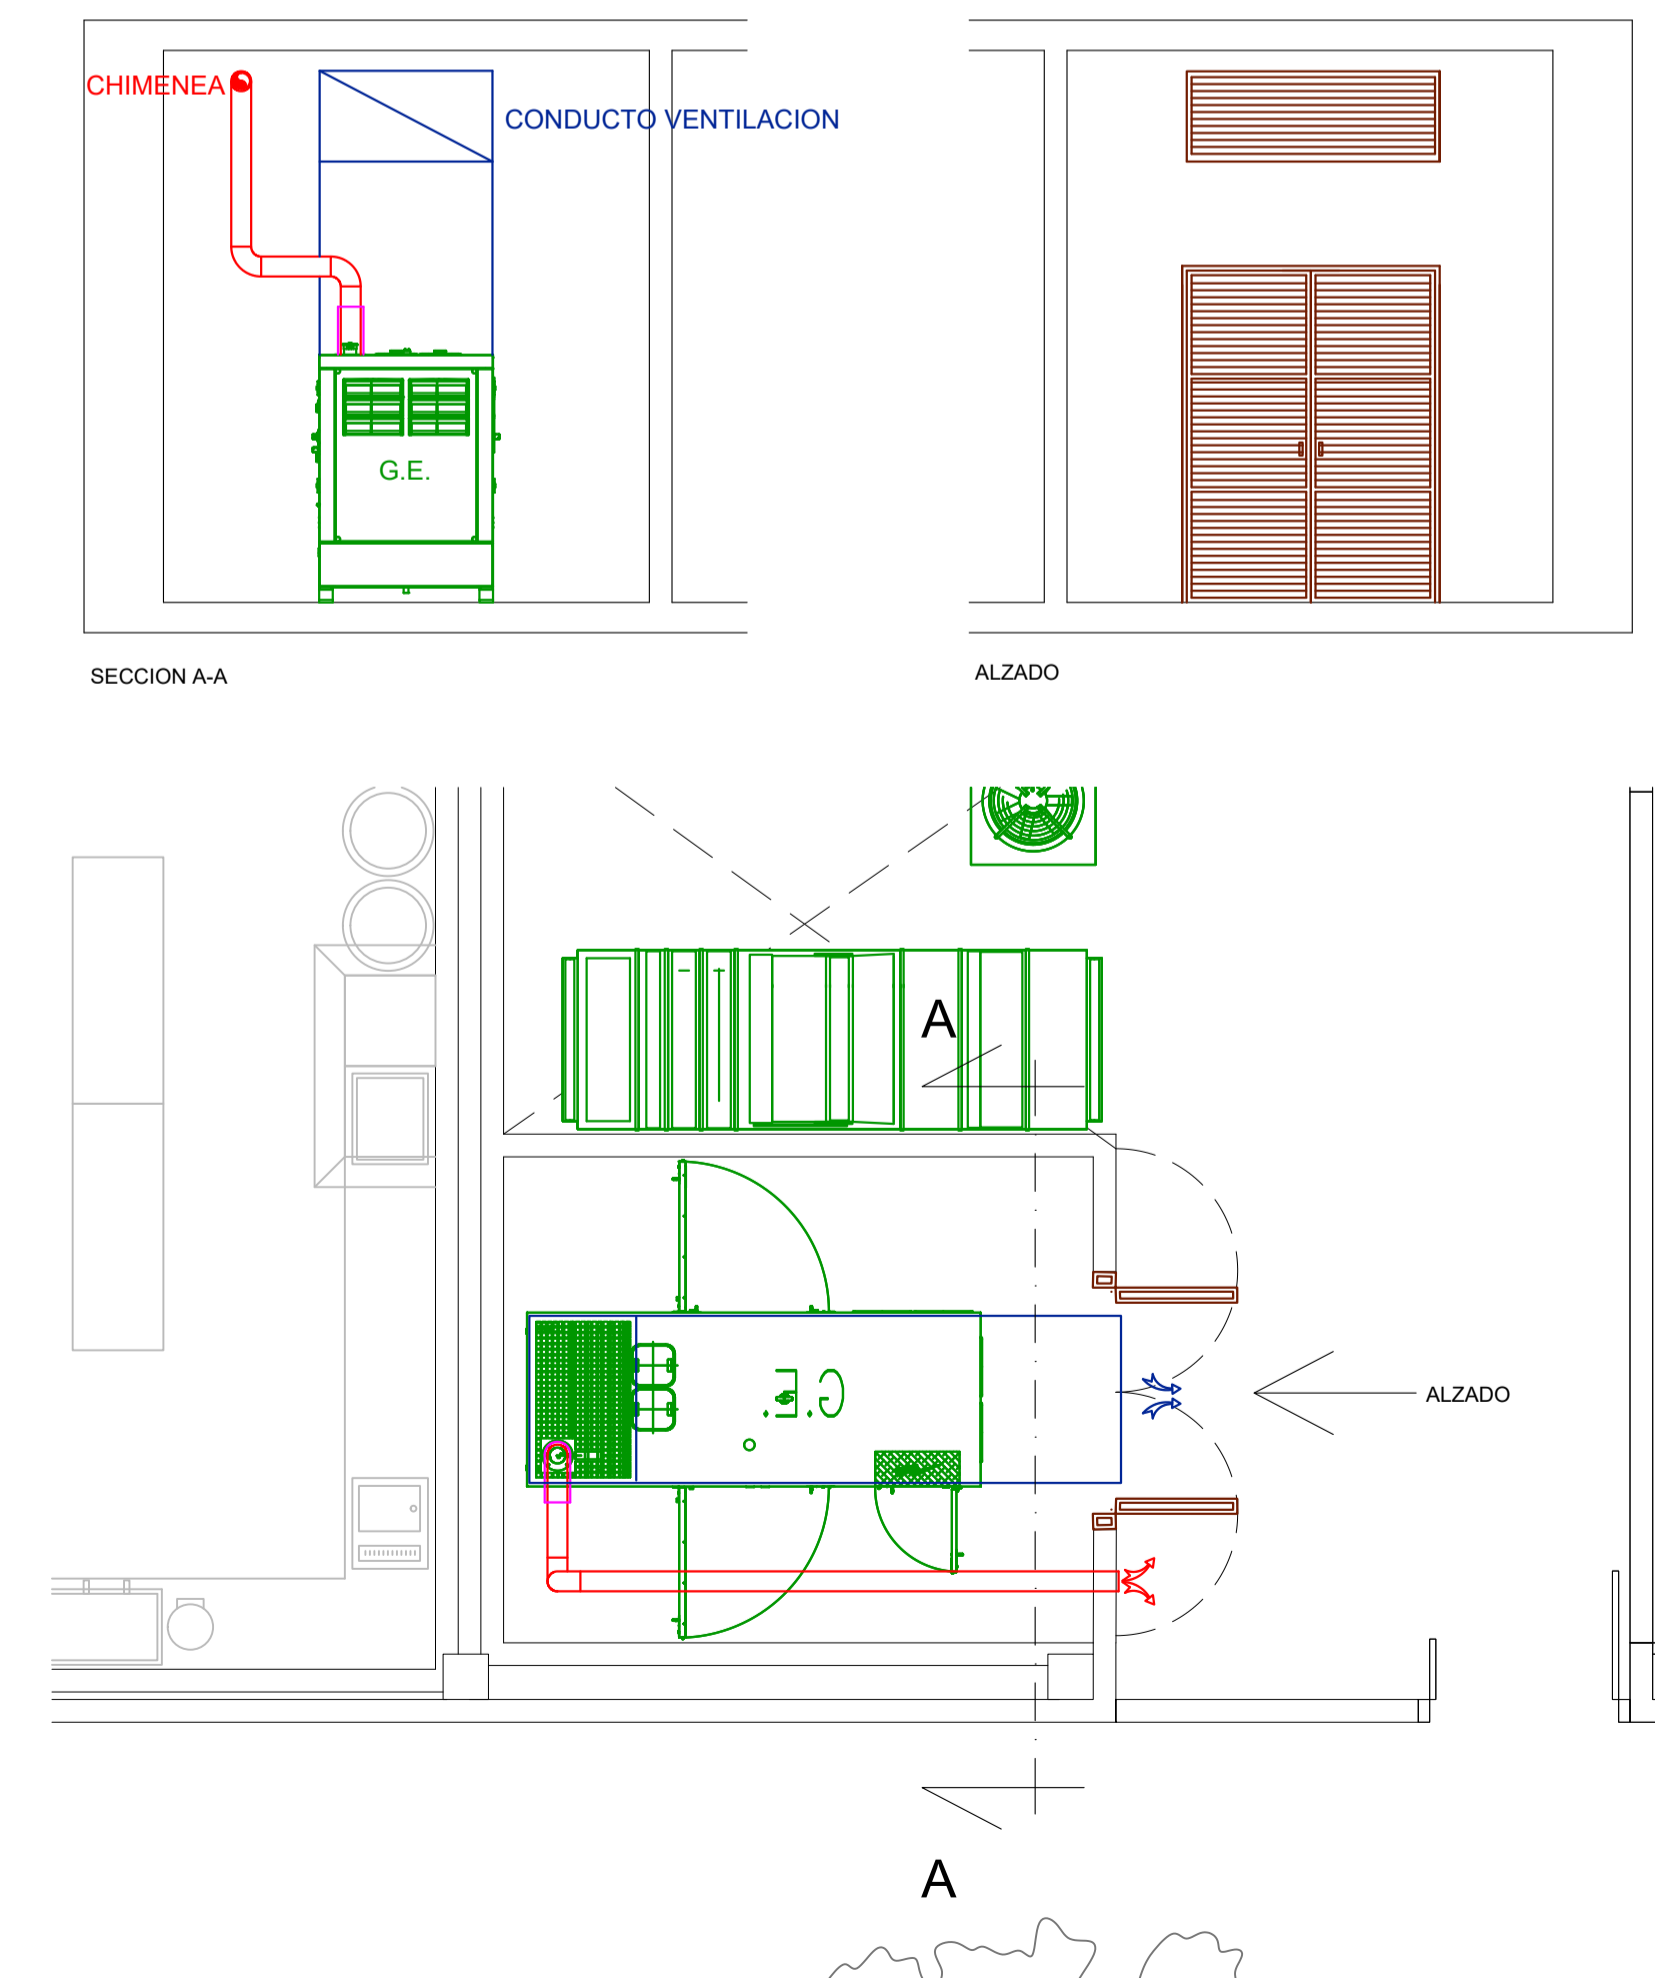 CHIMENEA
CONDUCTO VENTILACION
G.E.
SECCION A-A
ALZADO
A
G.E.
ALZADO
A